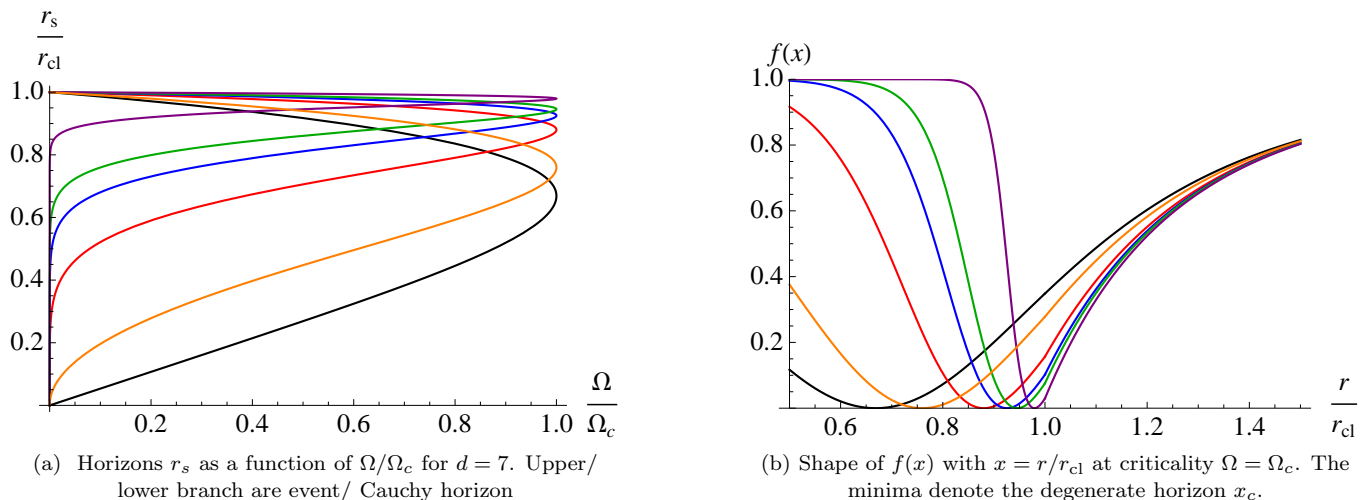 r_s
r_cl
1.0
0.8
0.6
0.4
0.2
0.2 0.4 0.6 0.8 1.0
Ω
Ω_c
(a) Horizons r_s as a function of Ω/Ω_c for d = 7. Upper/
lower branch are event/ Cauchy horizon
f(x)
1.0
0.8
0.6
0.4
0.2
0.6 0.8 1.0 1.2 1.4
r
r_cl
(b) Shape of f(x) with x = r/r_cl at criticality Ω = Ω_c. The
minima denote the degenerate horizon x_c.